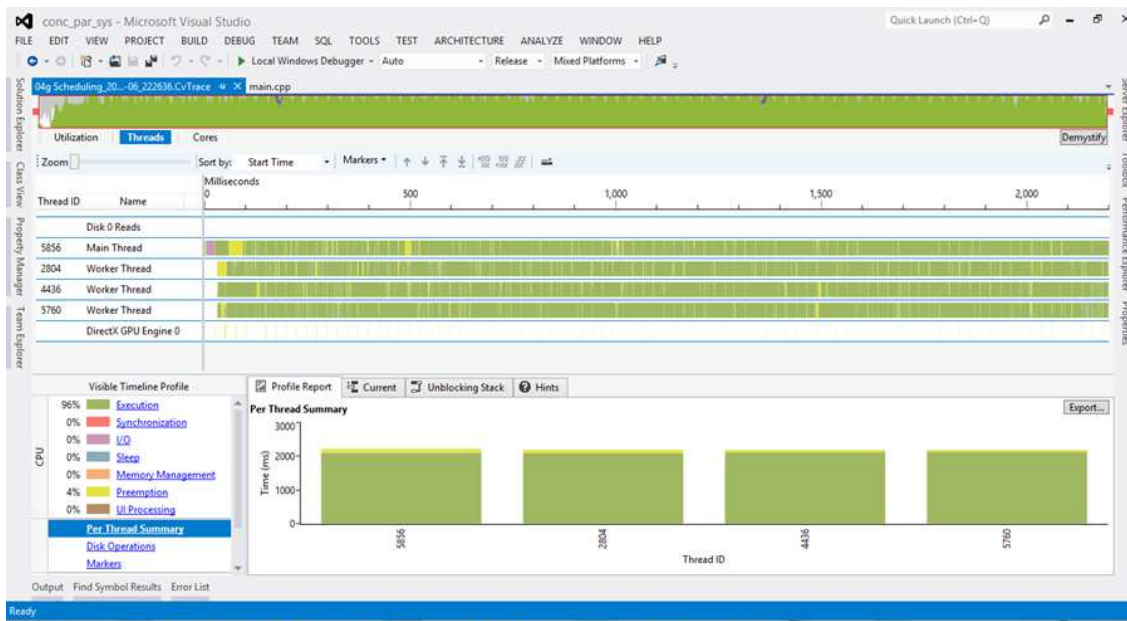 conc_par_sys - Microsoft Visual Studio
Quick Launch (Ctrl+Q)
FILE EDIT VIEW PROJECT BUILD DEBUG TEAM SQL TOOLS TEST ARCHITECTURE ANALYZE WINDOW HELP
Local Windows Debugger Auto Release Mixed Platforms
04g Scheduling_20...-06_222636.CvTrace main.cpp
Utilization Threads Cores Demystify
Zoom Sort by: Start Time Markers
Milliseconds
Thread ID Name 0 500 1,000 1,500 2,000
Disk 0 Reads
5856 Main Thread
2804 Worker Thread
4436 Worker Thread
5760 Worker Thread
DirectX GPU Engine 0
Solution Explorer
Class View
Property Manager
Team Explorer
Server Explorer
Toolbox
Performance Explorer
Properties
Visible Timeline Profile
CPU
96% Execution
0% Synchronization
0% I/O
0% Sleep
0% Memory Management
4% Preemption
0% UI Processing
Per Thread Summary
Disk Operations
Markers
Profile Report Current Unblocking Stack Hints
Per Thread Summary Export...
Time (ms)
3000
2000
1000
0
5856 2804 4436 5760
Thread ID
Output Find Symbol Results Error List
Ready